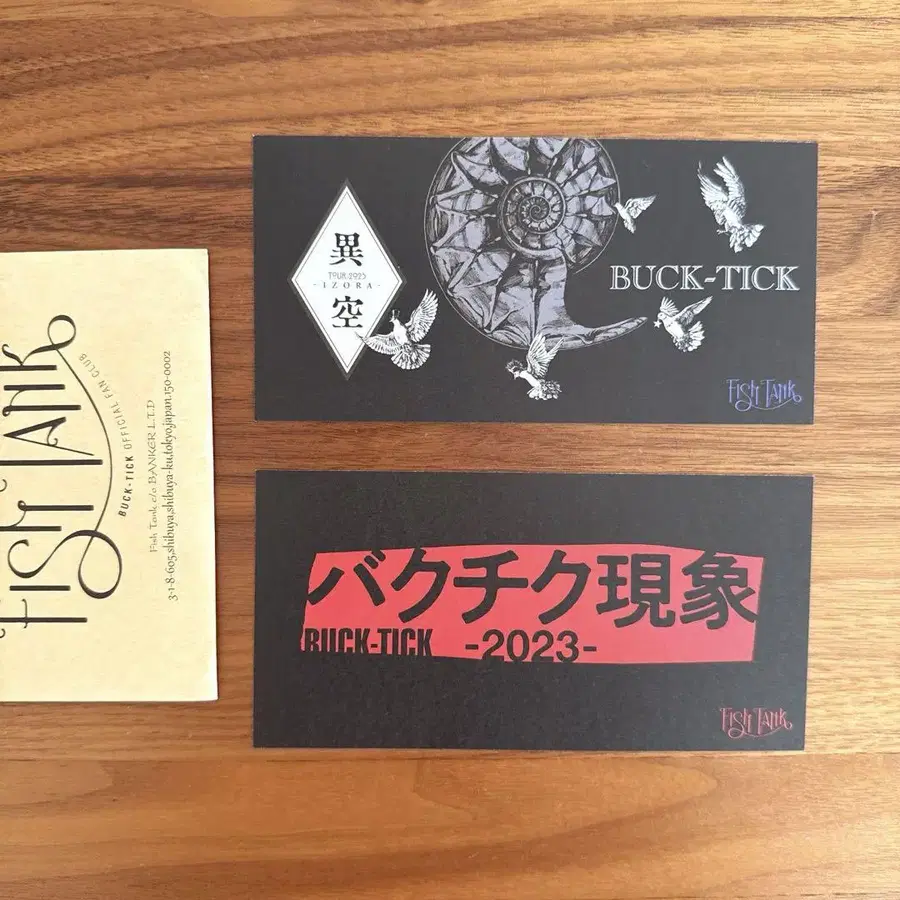 異
TOUR 2023
- IZORA -
空
BUCK-TICK
FISH TANK
バクチク現象
BUCK-TICK -2023-
FISH TANK
FISH TANK
BUCK-TICK OFFICIAL FAN CLUB
Fish Tank c/o BANKER L.T.D
3-1-8-605,shibuya,shibuya-ku,tokyo,japan.150-0002